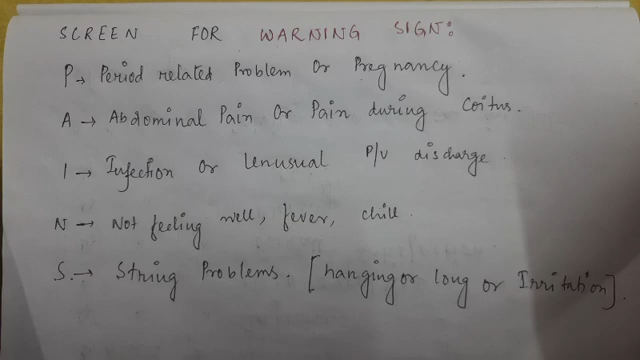 SCREEN FOR WARNING SIGN:
P → Period related Problem or Pregnancy.
A → Abdominal Pain or Pain during Coitus.
I → Infection or Unusual P/V discharge.
N → Not feeling well, fever, chill.
S. → String Problems. [hanging or long or Irritation].